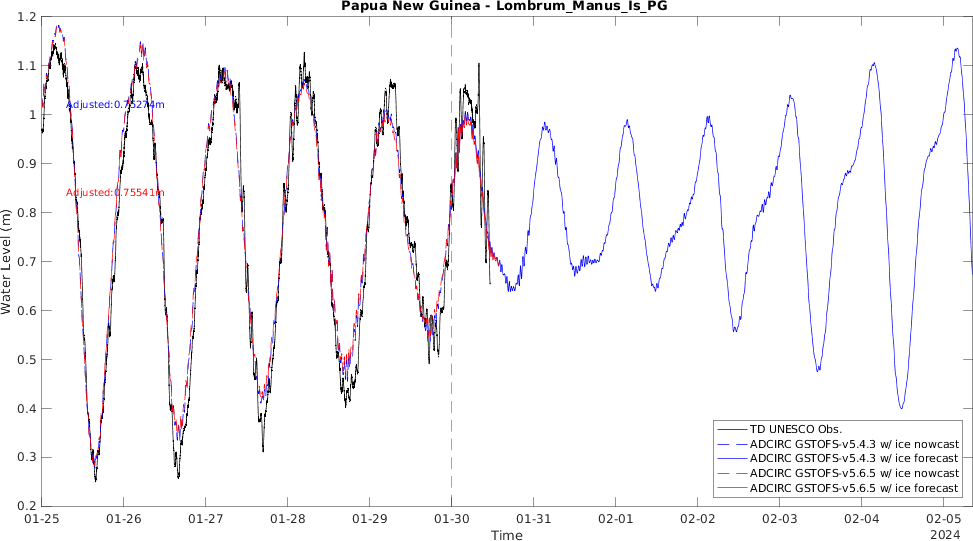 Papua New Guinea - Lombrum_Manus_Is_PG
1.2
1.1
1
0.9
0.8
0.7
0.6
0.5
0.4
0.3
0.2
Water Level (m)
Adjusted:0.75274m
Adjusted:0.75541m
TD UNESCO Obs.
ADCIRC GSTOFS-v5.4.3 w/ ice nowcast
ADCIRC GSTOFS-v5.4.3 w/ ice forecast
ADCIRC GSTOFS-v5.6.5 w/ ice nowcast
ADCIRC GSTOFS-v5.6.5 w/ ice forecast
01-25 01-26 01-27 01-28 01-29 01-30 01-31 02-01 02-02 02-03 02-04 02-05
2024
Time